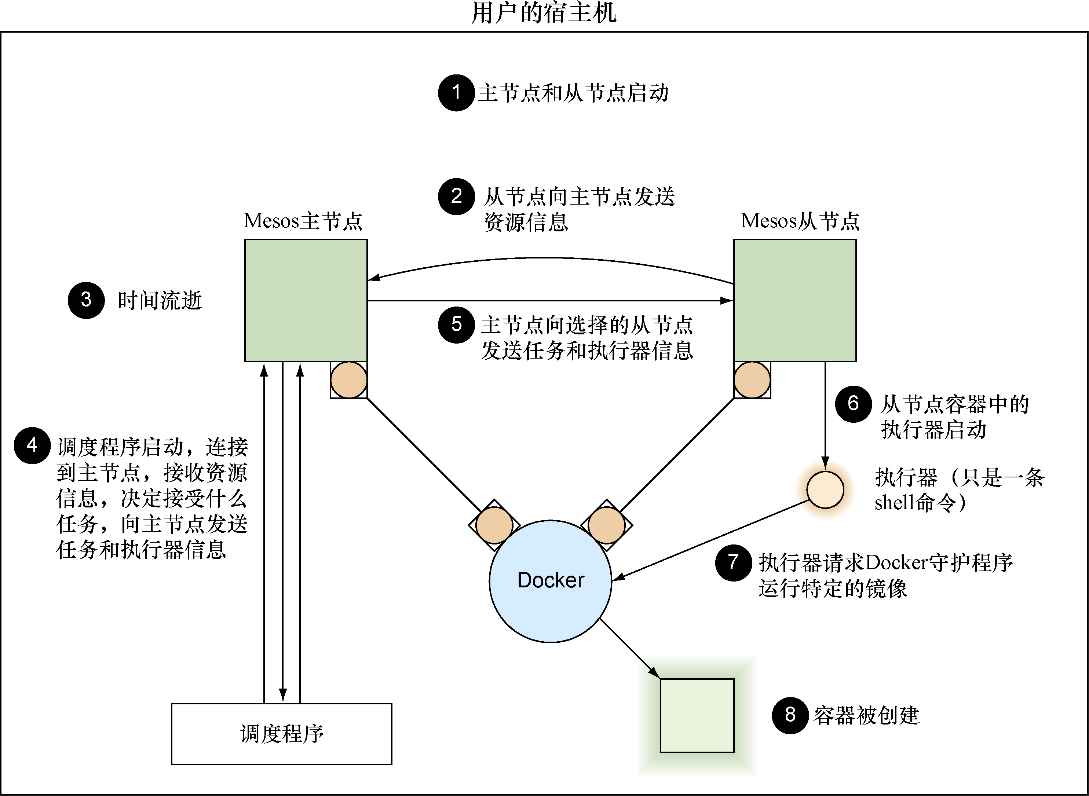 用户的宿主机
1 主节点和从节点启动
2 从节点向主节点发送
资源信息
Mesos主节点
Mesos从节点
3 时间流逝
5 主节点向选择的从节点
发送任务和执行器信息
6 从节点容器中的
执行器启动
4 调度程序启动，连接
到主节点，接收资源
信息，决定接受什么
任务，向主节点发送
任务和执行器信息
执行器（只是一条
shell命令）
7 执行器请求Docker守护程序
运行特定的镜像
Docker
8 容器被创建
调度程序